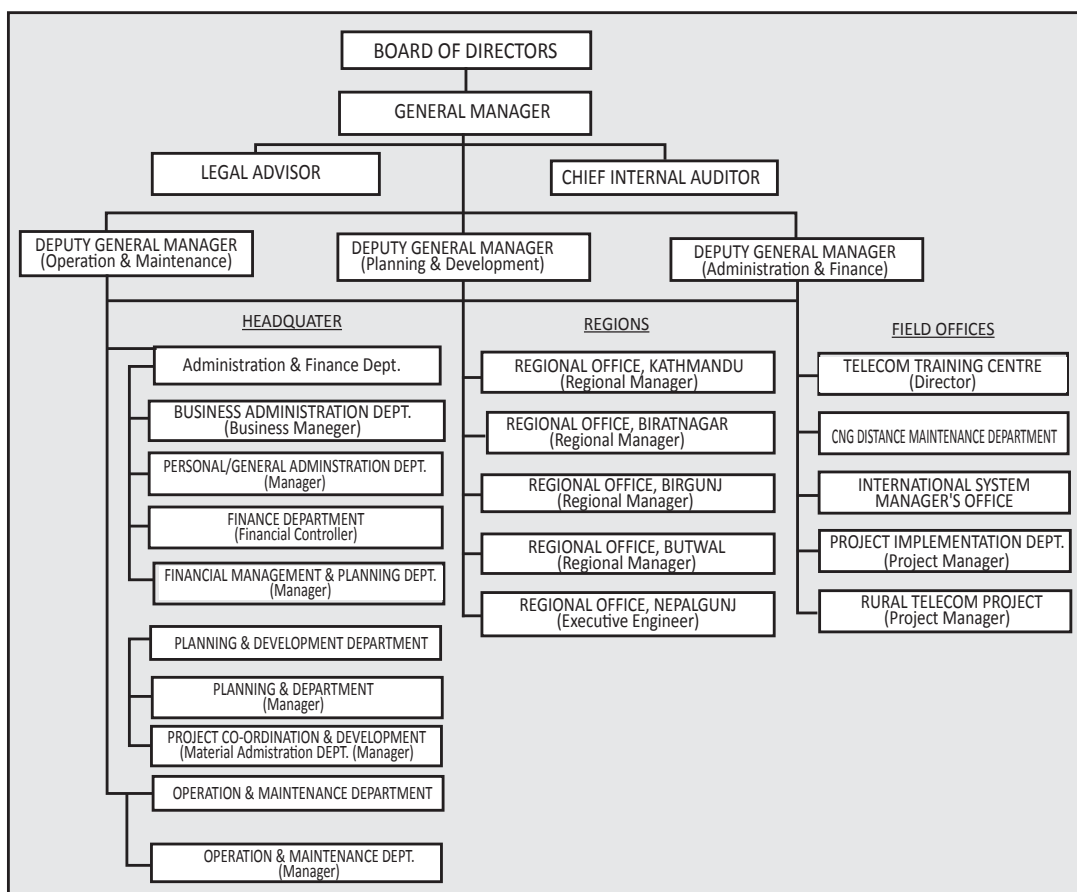 BOARD OF DIRECTORS
GENERAL MANAGER
LEGAL ADVISOR
CHIEF INTERNAL AUDITOR
DEPUTY GENERAL MANAGER
(Operation & Maintenance)
DEPUTY GENERAL MANAGER
(Planning & Development)
DEPUTY GENERAL MANAGER
(Administration & Finance)
HEADQUATER
Administration & Finance Dept.
BUSINESS ADMINISTRATION DEPT.
(Business Maneger)
PERSONAL/GENERAL ADMINSTRATION DEPT.
(Manager)
FINANCE DEPARTMENT
(Financial Controller)
FINANCIAL MANAGEMENT & PLANNING DEPT.
(Manager)
PLANNING & DEVELOPMENT DEPARTMENT
PLANNING & DEPARTMENT
(Manager)
PROJECT CO-ORDINATION & DEVELOPMENT
(Material Admistration DEPT. (Manager)
OPERATION & MAINTENANCE DEPARTMENT
OPERATION & MAINTENANCE DEPT.
(Manager)
REGIONS
REGIONAL OFFICE, KATHMANDU
(Regional Manager)
REGIONAL OFFICE, BIRATNAGAR
(Regional Manager)
REGIONAL OFFICE, BIRGUNJ
(Regional Manager)
REGIONAL OFFICE, BUTWAL
(Regional Manager)
REGIONAL OFFICE, NEPALGUNJ
(Executive Engineer)
FIELD OFFICES
TELECOM TRAINING CENTRE
(Director)
CNG DISTANCE MAINTENANCE DEPARTMENT
INTERNATIONAL SYSTEM
MANAGER'S OFFICE
PROJECT IMPLEMENTATION DEPT.
(Project Manager)
RURAL TELECOM PROJECT
(Project Manager)